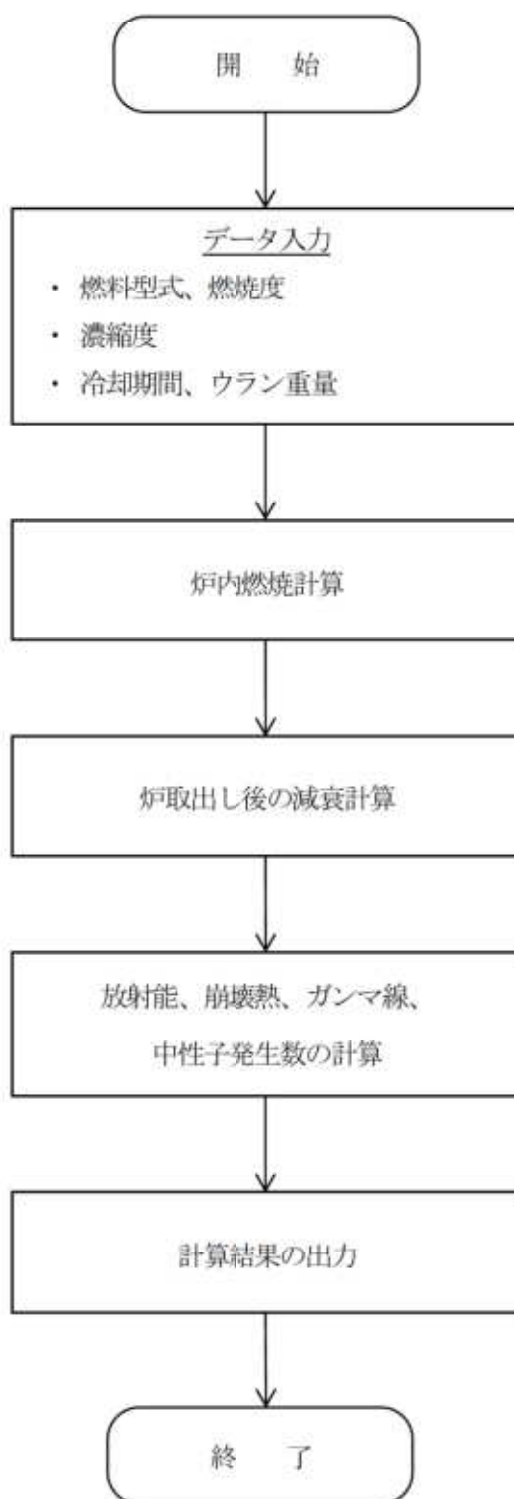 開　始
データ入力
・ 燃料型式、燃焼度
・ 濃縮度
・ 冷却期間、ウラン重量
炉内燃焼計算
炉取出し後の減衰計算
放射能、崩壊熱、ガンマ線、
中性子発生数の計算
計算結果の出力
終　了